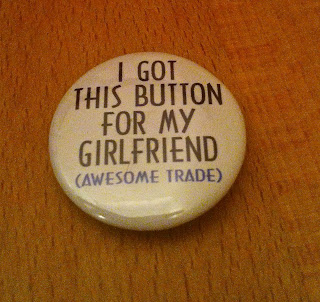 I GOT
THIS BUTTON
FOR MY
GIRLFRIEND
(AWESOME TRADE)